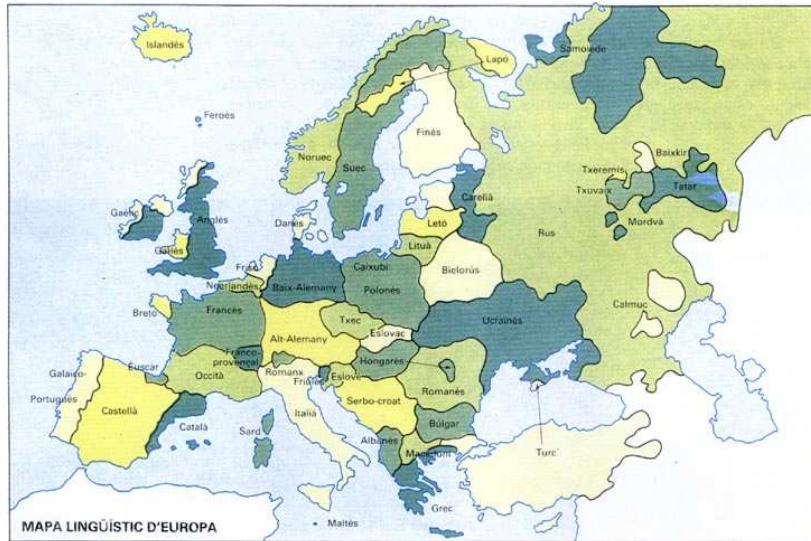 Islandès
Feroès
Lapó
Samoiede
Finès
Noruec
Suec
Baixkir
Txeremís
Txuvaix
Tatar
Mordvà
Gaèlic
Anglès
Gal·lès
Danès
Carelià
Letó
Lituà
Rus
Frisó
Neerlandès
Baix-Alemany
Caixubi
Polonès
Bielorús
Bretó
Francès
Alt-Alemany
Txec
Eslovac
Ucraïnès
Calmuc
Euscar
Franco-
provençal
Occità
Romanx
Friülès
Eslovè
Hongarès
Romanès
Galaico-
Portuguès
Castellà
Català
Sard
Italià
Serbo-croat
Búlgar
Albanès
Macedoni
Turc
Grec
Maltès
MAPA LINGÜÍSTIC D'EUROPA